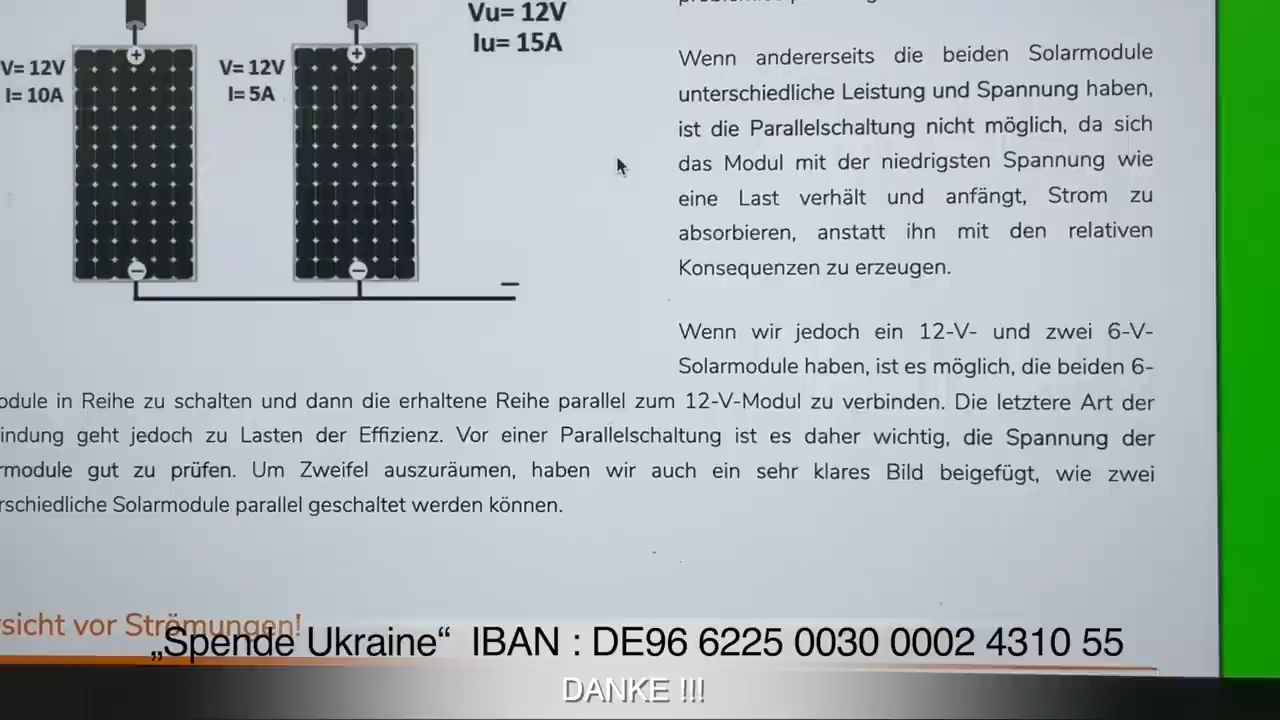 Vu= 12V
Iu= 15A
V= 12V
I= 10A
V= 12V
I= 5A
+
+
−
−
−
Wenn andererseits die beiden Solarmodule
unterschiedliche Leistung und Spannung haben,
ist die Parallelschaltung nicht möglich, da sich
das Modul mit der niedrigsten Spannung wie
eine Last verhält und anfängt, Strom zu
absorbieren, anstatt ihn mit den relativen
Konsequenzen zu erzeugen.
Wenn wir jedoch ein 12-V- und zwei 6-V-
Solarmodule haben, ist es möglich, die beiden 6-
odule in Reihe zu schalten und dann die erhaltene Reihe parallel zum 12-V-Modul zu verbinden. Die letztere Art der
indung geht jedoch zu Lasten der Effizienz. Vor einer Parallelschaltung ist es daher wichtig, die Spannung der
rmodule gut zu prüfen. Um Zweifel auszuräumen, haben wir auch ein sehr klares Bild beigefügt, wie zwei
rschiedliche Solarmodule parallel geschaltet werden können.
rsicht vor Strömungen!
„Spende Ukraine“ IBAN : DE96 6225 0030 0002 4310 55
DANKE !!!